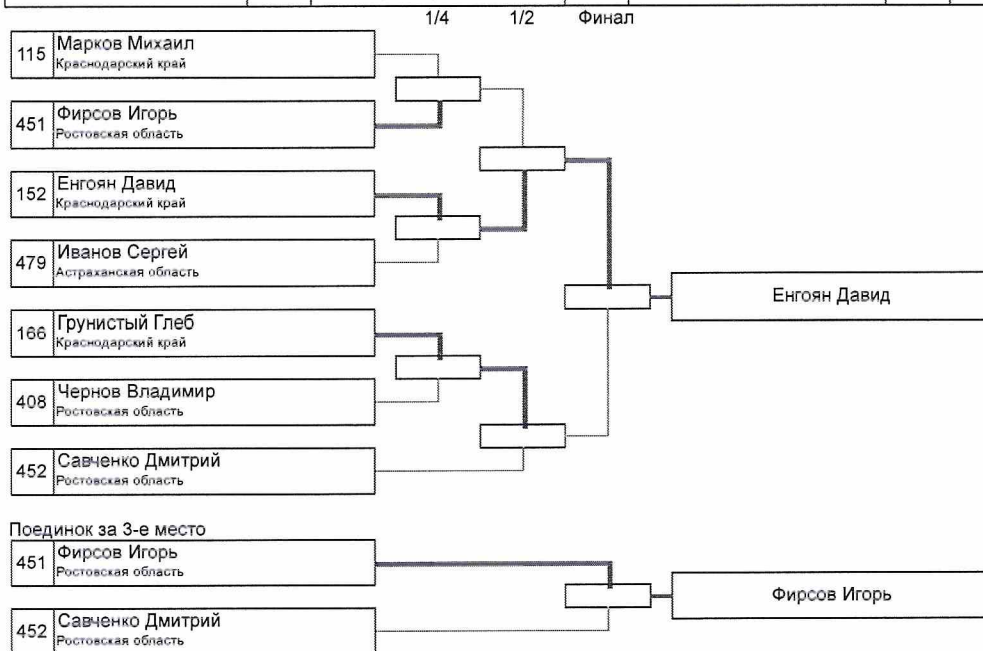 1/4 1/2 Финал
115 Марков Михаил
Краснодарский край
451 Фирсов Игорь
Ростовская область
152 Енгоян Давид
Краснодарский край
479 Иванов Сергей
Астраханская область
Енгоян Давид
166 Грунистый Глеб
Краснодарский край
408 Чернов Владимир
Ростовская область
452 Савченко Дмитрий
Ростовская область
Поединок за 3-е место
451 Фирсов Игорь
Ростовская область
Фирсов Игорь
452 Савченко Дмитрий
Ростовская область